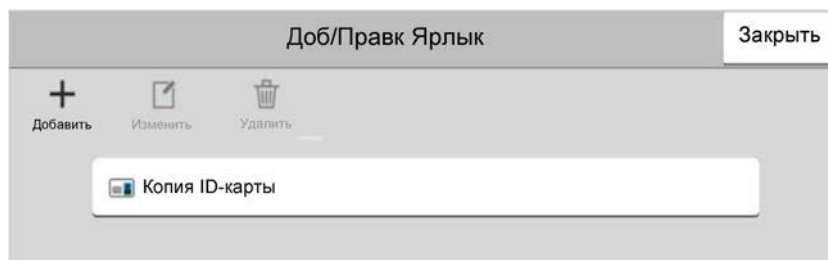 Доб/Правк Ярлык
Закрыть
Добавить
Изменить
Удалить
Копия ID-карты